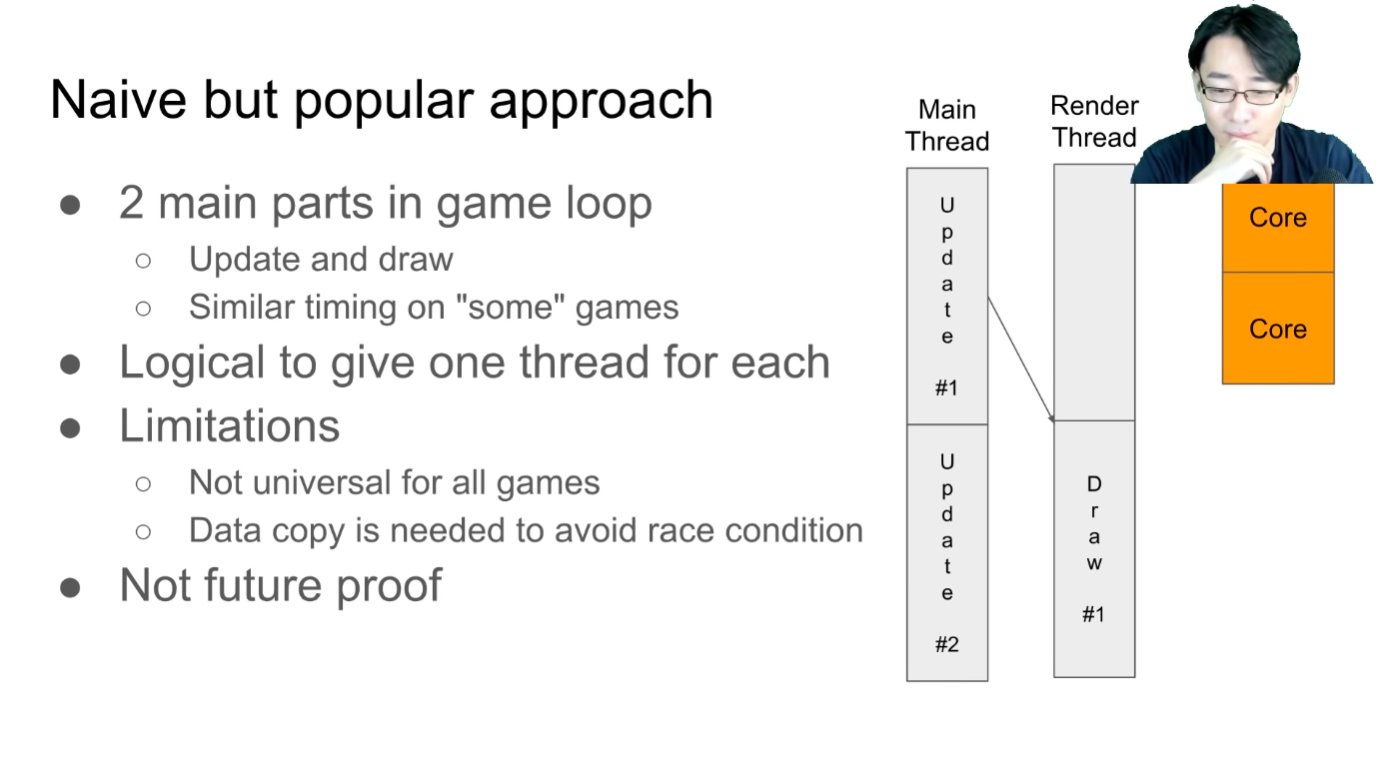 Naive but popular approach
● 2 main parts in game loop
○ Update and draw
○ Similar timing on "some" games
● Logical to give one thread for each
● Limitations
○ Not universal for all games
○ Data copy is needed to avoid race condition
● Not future proof
Main
Thread
Update
#1
Update
#2
Render
Thread
Draw
#1
Core
Core